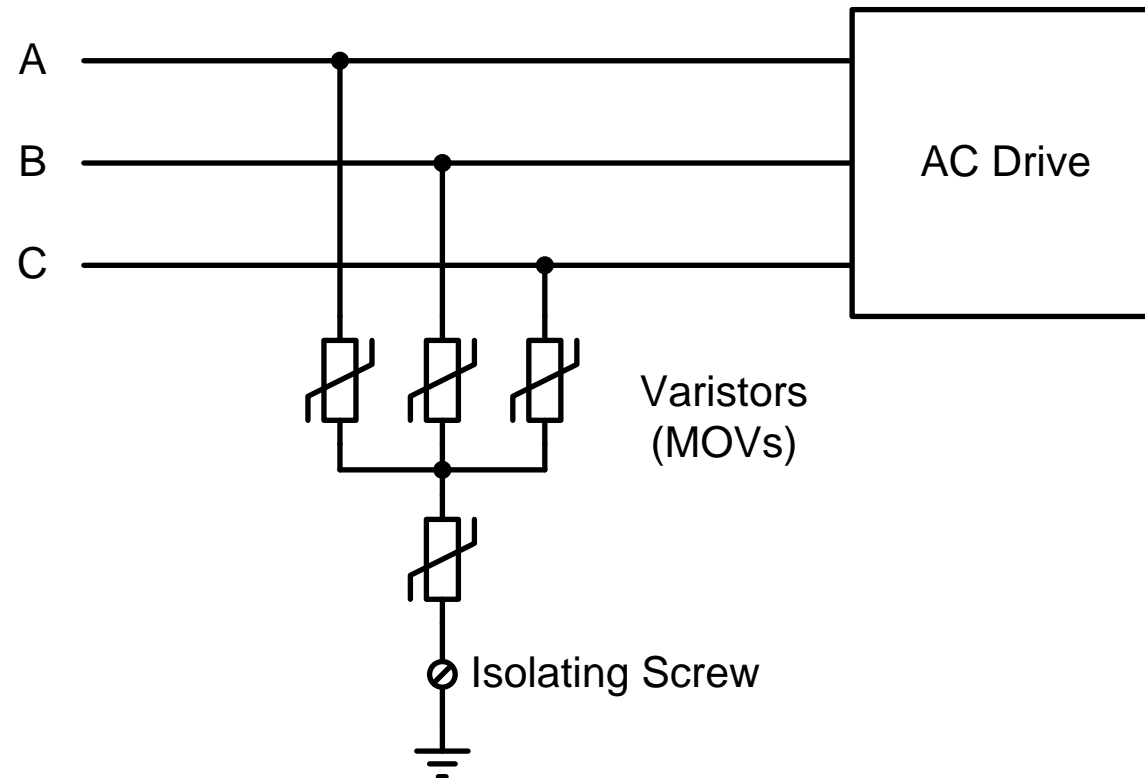 A
B
C
AC Drive
Varistors
(MOVs)
Isolating Screw